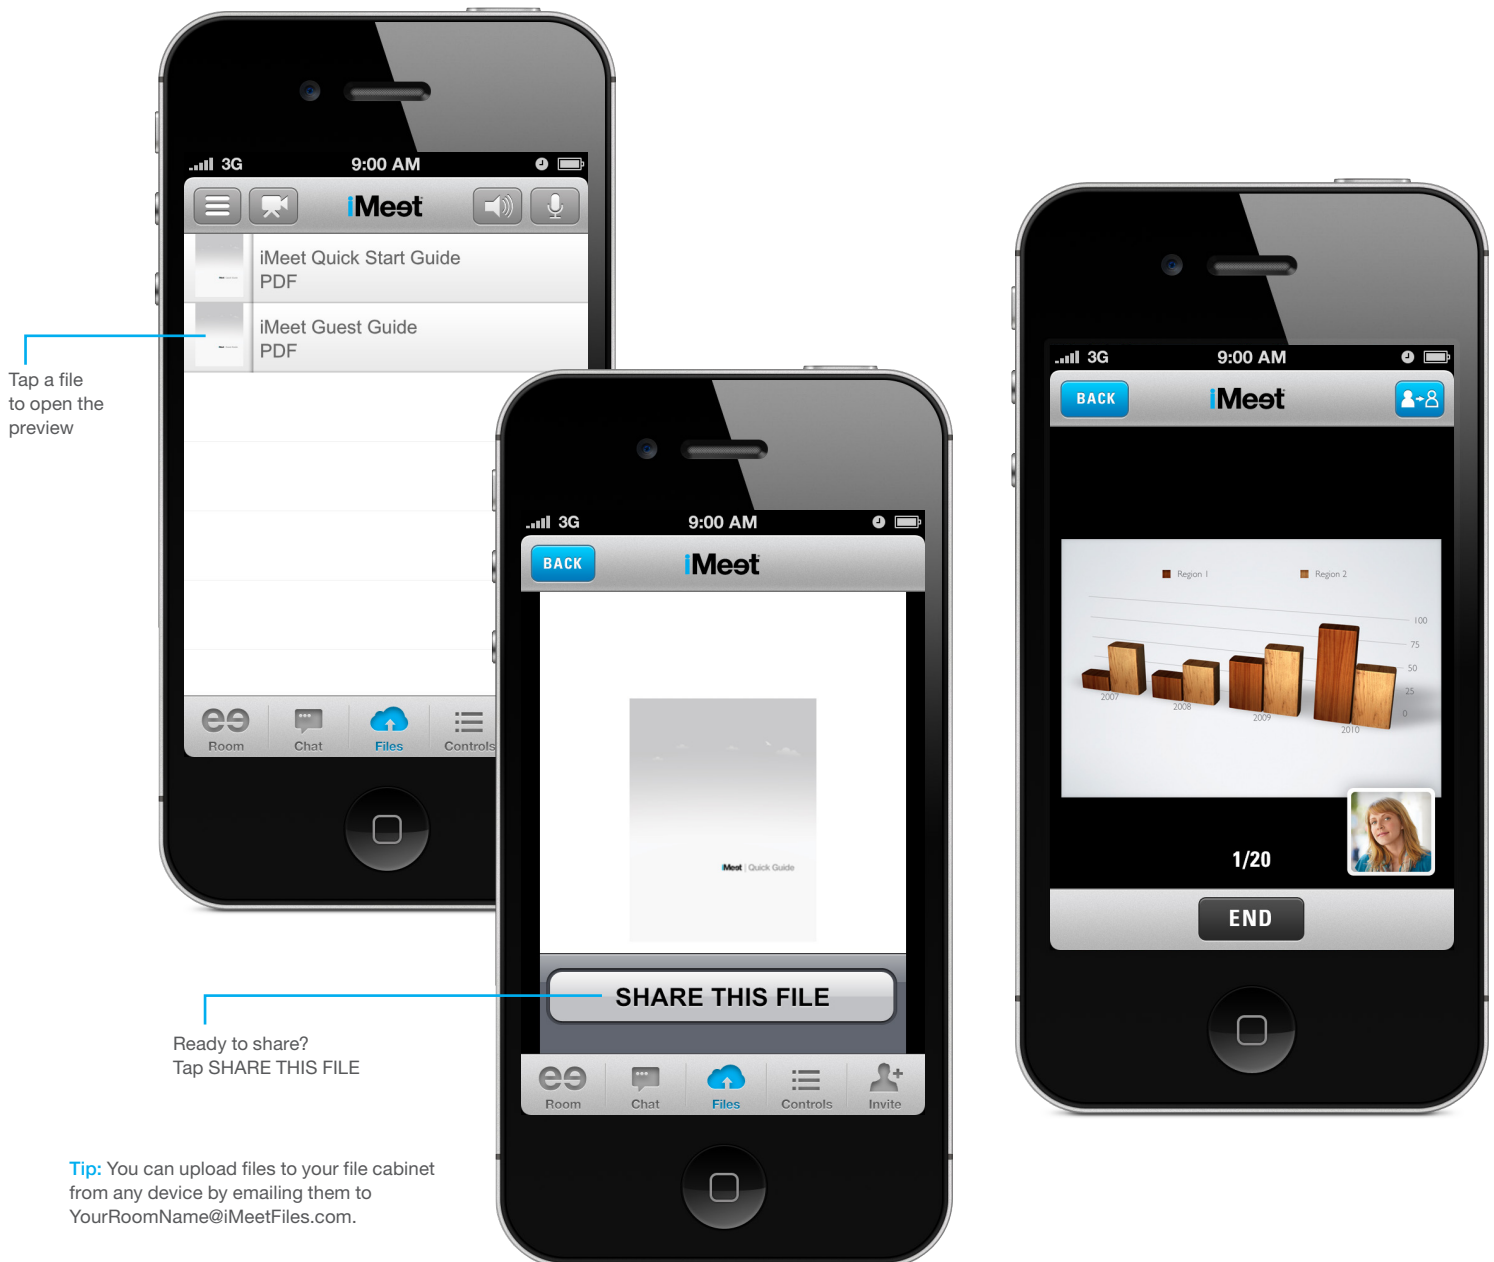 3G 9:00 AM
iMeet
iMeet Quick Start Guide
PDF
iMeet Guest Guide
PDF
Room Chat Files Controls
Tap a file
to open the
preview
3G 9:00 AM
BACK iMeet
iMeet | Quick Guide
SHARE THIS FILE
Room Chat Files Controls Invite
Ready to share?
Tap SHARE THIS FILE
Tip: You can upload files to your file cabinet
from any device by emailing them to
YourRoomName@iMeetFiles.com.
3G 9:00 AM
BACK iMeet
Region 1 Region 2
100
75
50
25
0
2007
2008
2009
2010
1/20
END